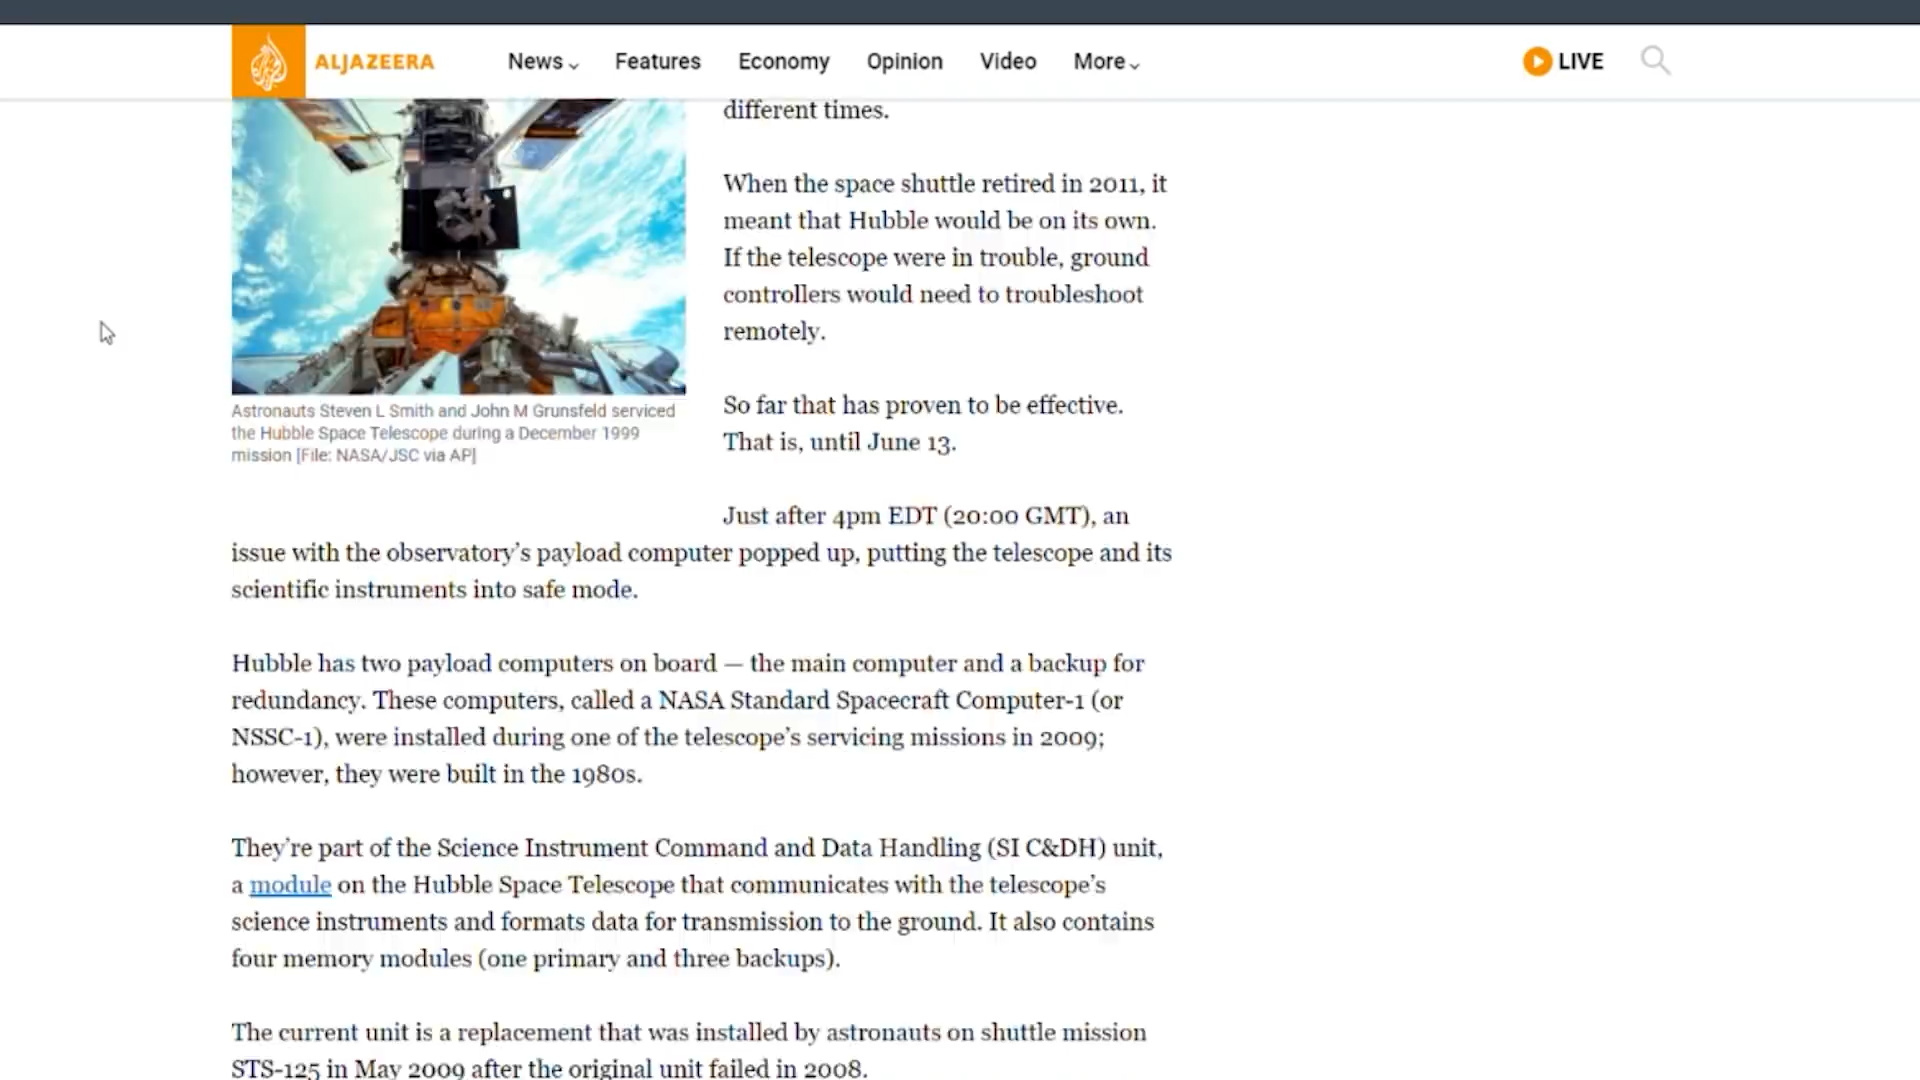 ALJAZEERA
News
Features
Economy
Opinion
Video
More
LIVE
different times.
When the space shuttle retired in 2011, it
meant that Hubble would be on its own.
If the telescope were in trouble, ground
controllers would need to troubleshoot
remotely.
Astronauts Steven L Smith and John M Grunsfeld serviced
the Hubble Space Telescope during a December 1999
mission [File: NASA/JSC via AP]
So far that has proven to be effective.
That is, until June 13.
Just after 4pm EDT (20:00 GMT), an
issue with the observatory's payload computer popped up, putting the telescope and its
scientific instruments into safe mode.
Hubble has two payload computers on board — the main computer and a backup for
redundancy. These computers, called a NASA Standard Spacecraft Computer-1 (or
NSSC-1), were installed during one of the telescope's servicing missions in 2009;
however, they were built in the 1980s.
They're part of the Science Instrument Command and Data Handling (SI C&DH) unit,
a module on the Hubble Space Telescope that communicates with the telescope's
science instruments and formats data for transmission to the ground. It also contains
four memory modules (one primary and three backups).
The current unit is a replacement that was installed by astronauts on shuttle mission
STS-125 in May 2009 after the original unit failed in 2008.